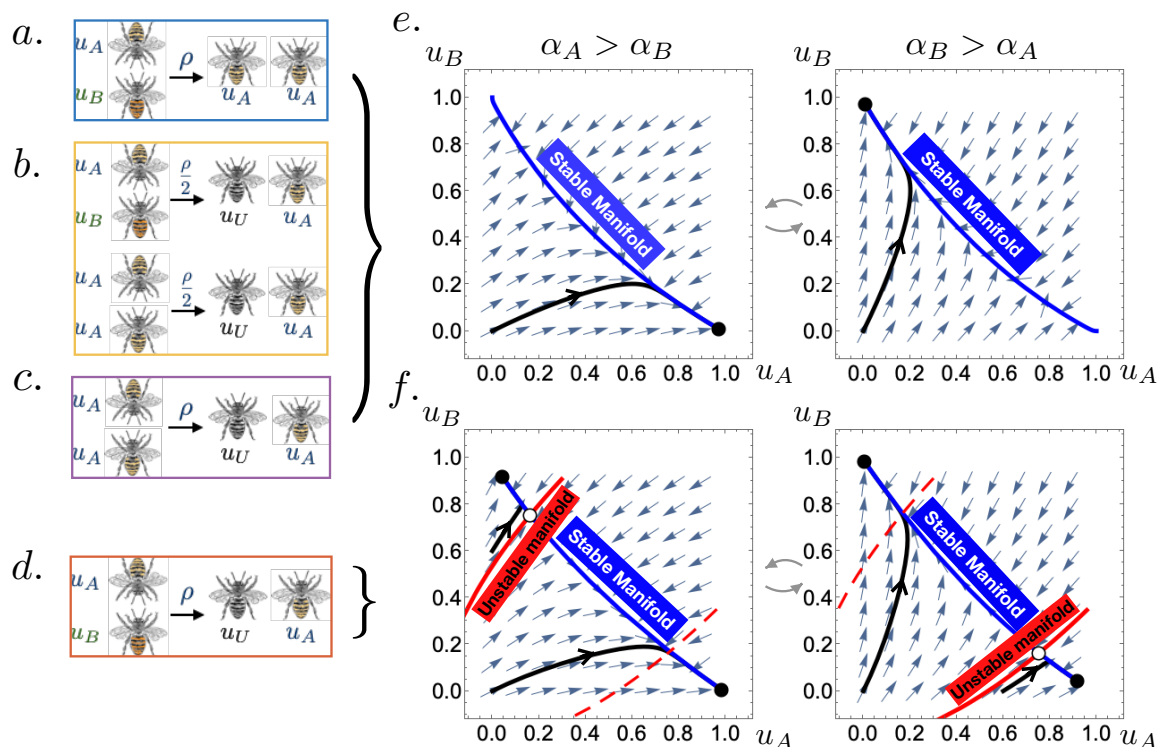 a.
u_A
u_B
ρ
u_A u_A
b.
u_A
u_B
ρ/2
u_U u_A
u_A
u_A
ρ/2
u_U u_A
c.
u_A
u_A
ρ
u_U u_A
d.
u_A
u_B
ρ
u_U u_A
e.
u_B
α_A > α_B
1.0
0.8
0.6
0.4
0.2
0.0
Stable Manifold
0.0 0.2 0.4 0.6 0.8 1.0
u_A
u_B
α_B > α_A
1.0
0.8
0.6
0.4
0.2
0.0
Stable Manifold
0.0 0.2 0.4 0.6 0.8 1.0
u_A
f.
u_B
1.0
0.8
0.6
0.4
0.2
0.0
Unstable manifold
Stable Manifold
0.0 0.2 0.4 0.6 0.8 1.0
u_A
u_B
1.0
0.8
0.6
0.4
0.2
0.0
Stable Manifold
Unstable manifold
0.0 0.2 0.4 0.6 0.8 1.0
u_A